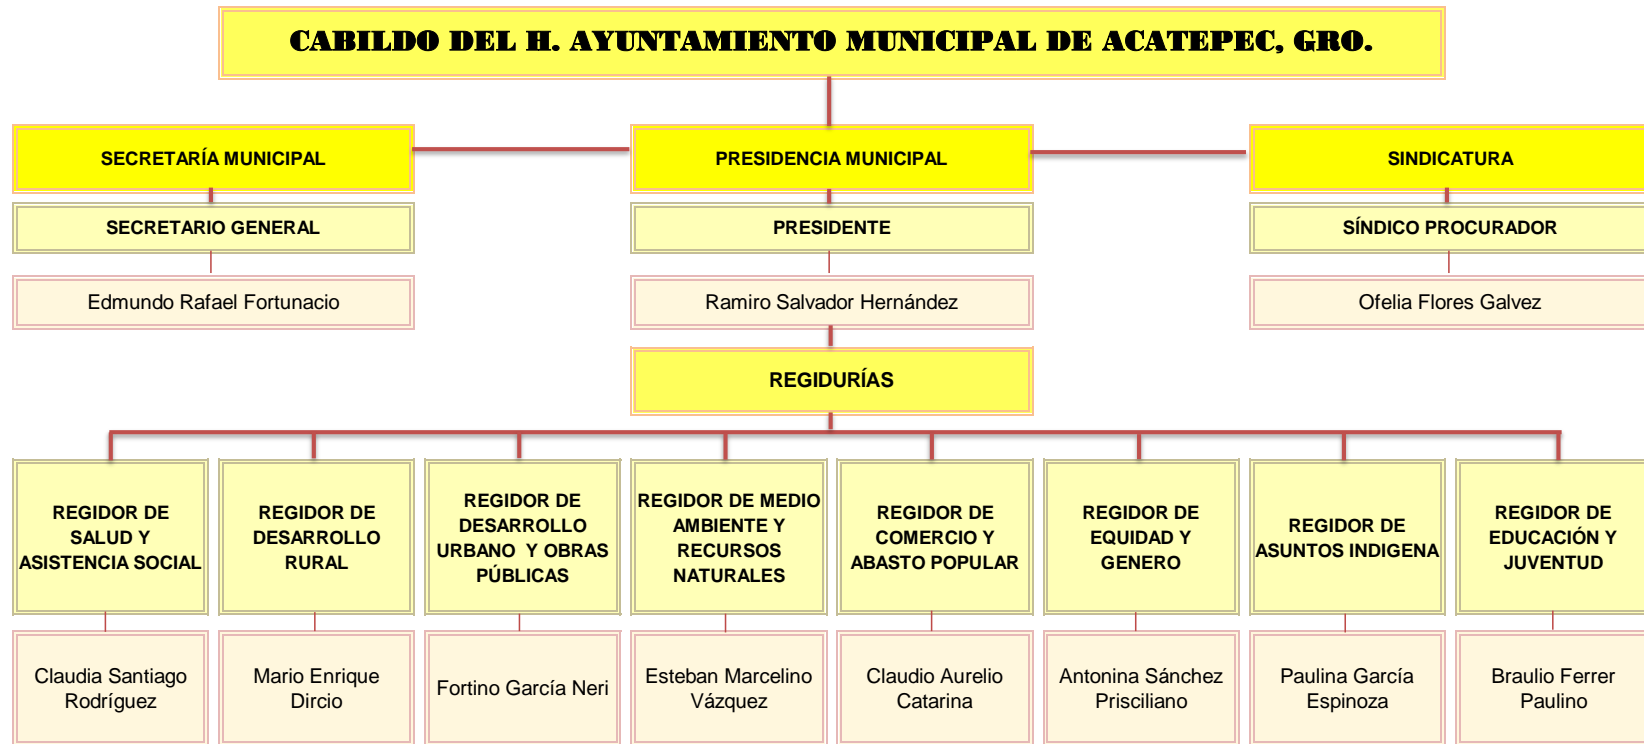 CABILDO DEL H. AYUNTAMIENTO MUNICIPAL DE ACATEPEC, GRO.
SECRETARÍA MUNICIPAL
PRESIDENCIA MUNICIPAL
SINDICATURA
SECRETARIO GENERAL
PRESIDENTE
SÍNDICO PROCURADOR
Edmundo Rafael Fortunacio
Ramiro Salvador Hernández
Ofelia Flores Galvez
REGIDURÍAS
REGIDOR DE
SALUD Y
ASISTENCIA SOCIAL
REGIDOR DE
DESARROLLO
RURAL
REGIDOR DE
DESARROLLO
URBANO Y OBRAS
PÚBLICAS
REGIDOR DE MEDIO
AMBIENTE Y
RECURSOS
NATURALES
REGIDOR DE
COMERCIO Y
ABASTO POPULAR
REGIDOR DE
EQUIDAD Y
GENERO
REGIDOR DE
ASUNTOS INDIGENA
REGIDOR DE
EDUCACIÓN Y
JUVENTUD
Claudia Santiago
Rodríguez
Mario Enrique
Dircio
Fortino García Neri
Esteban Marcelino
Vázquez
Claudio Aurelio
Catarina
Antonina Sánchez
Prisciliano
Paulina García
Espinoza
Braulio Ferrer
Paulino